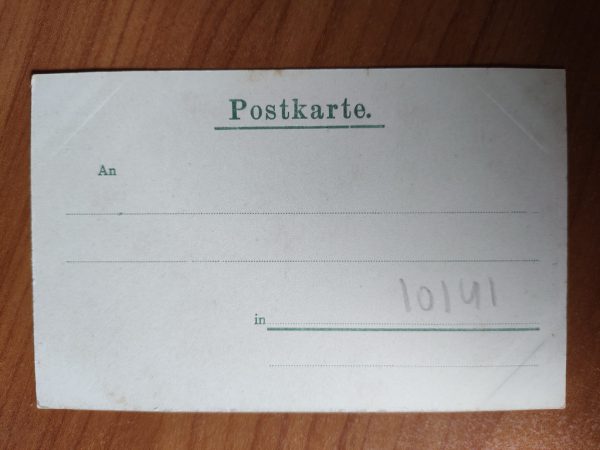 Postkarte.
An
10141
in